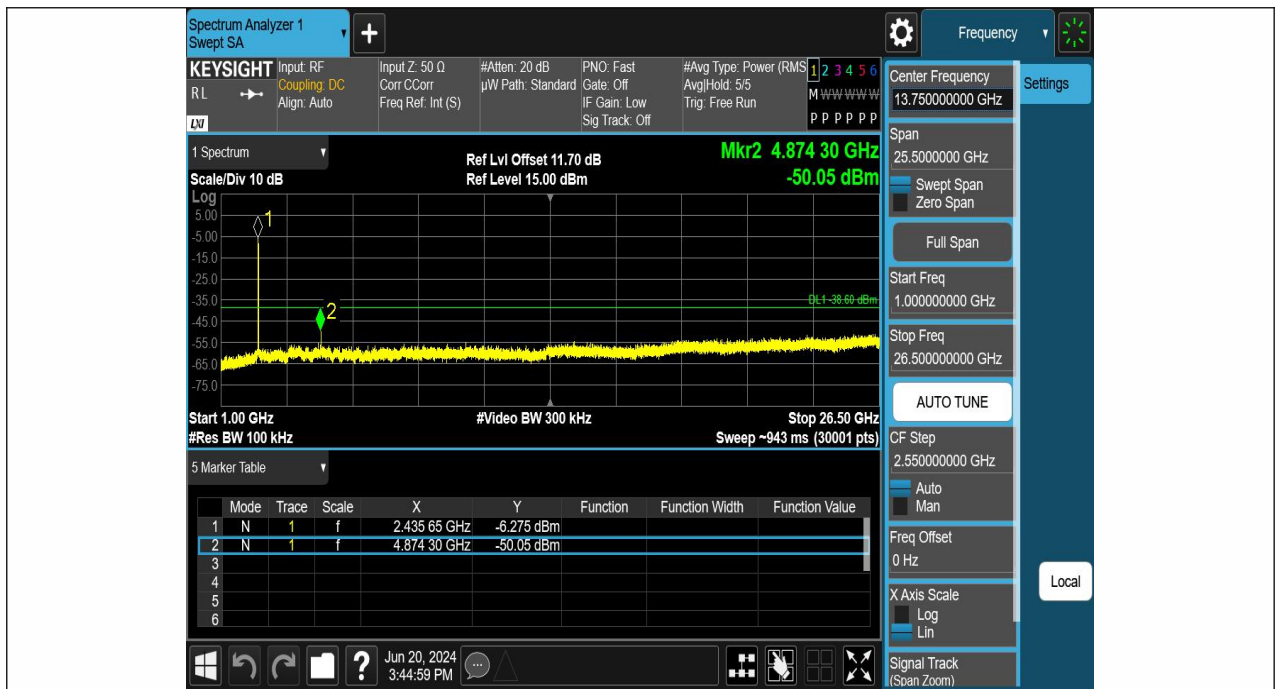 Spectrum Analyzer 1
Swept SA
+
Frequency
KEYSIGHT
RL
LXI
Input: RF
Coupling: DC
Align: Auto
Input Z: 50 Ω
Corr CCorr
Freq Ref: Int (S)
#Atten: 20 dB
µW Path: Standard
PNO: Fast
Gate: Off
IF Gain: Low
Sig Track: Off
#Avg Type: Power (RMS
Avg|Hold: 5/5
Trig: Free Run
1 2 3 4 5 6
M W W W W W
P P P P P P
1 Spectrum
Scale/Div 10 dB
Ref Lvl Offset 11.70 dB
Ref Level 15.00 dBm
Mkr2 4.874 30 GHz
-50.05 dBm
Log
5.00
-5.00
-15.0
-25.0
-35.0
-45.0
-55.0
-65.0
-75.0
1
2
DL1 -38.60 dBm
Start 1.00 GHz
#Video BW 300 kHz
Stop 26.50 GHz
#Res BW 100 kHz
Sweep ~943 ms (30001 pts)
5 Marker Table
Mode Trace Scale X Y Function Function Width Function Value
1 N 1 f 2.435 65 GHz -6.275 dBm
2 N 1 f 4.874 30 GHz -50.05 dBm
3
4
5
6
?
Jun 20, 2024
3:44:59 PM
Center Frequency
13.750000000 GHz
Settings
Span
25.5000000 GHz
Swept Span
Zero Span
Full Span
Start Freq
1.000000000 GHz
Stop Freq
26.500000000 GHz
AUTO TUNE
CF Step
2.550000000 GHz
Auto
Man
Freq Offset
0 Hz
X Axis Scale
Log
Lin
Signal Track
(Span Zoom)
Local